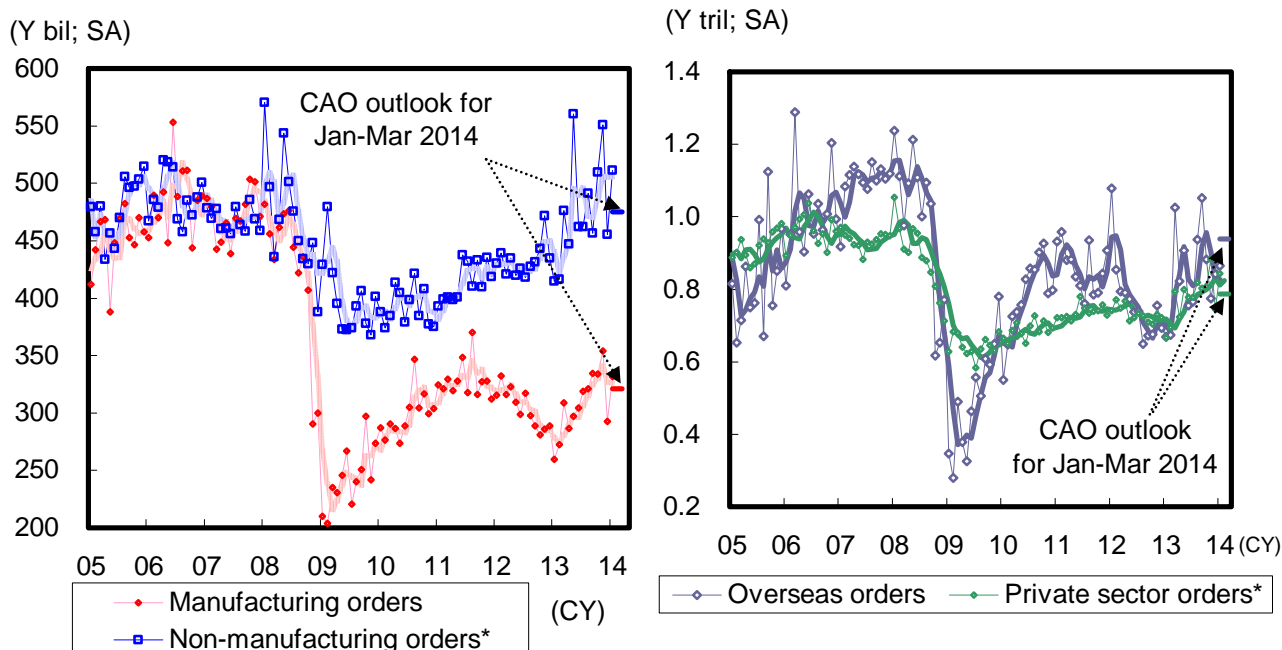 (Y bil; SA)
600
550
500
450
400
350
300
250
200
CAO outlook for
Jan-Mar 2014
05 06 07 08 09 10 11 12 13 14
(CY)
Manufacturing orders
Non-manufacturing orders*
(Y tril; SA)
1.4
1.2
1.0
0.8
0.6
0.4
0.2
CAO outlook
for Jan-Mar 2014
05 06 07 08 09 10 11 12 13 14 (CY)
Overseas orders Private sector orders*